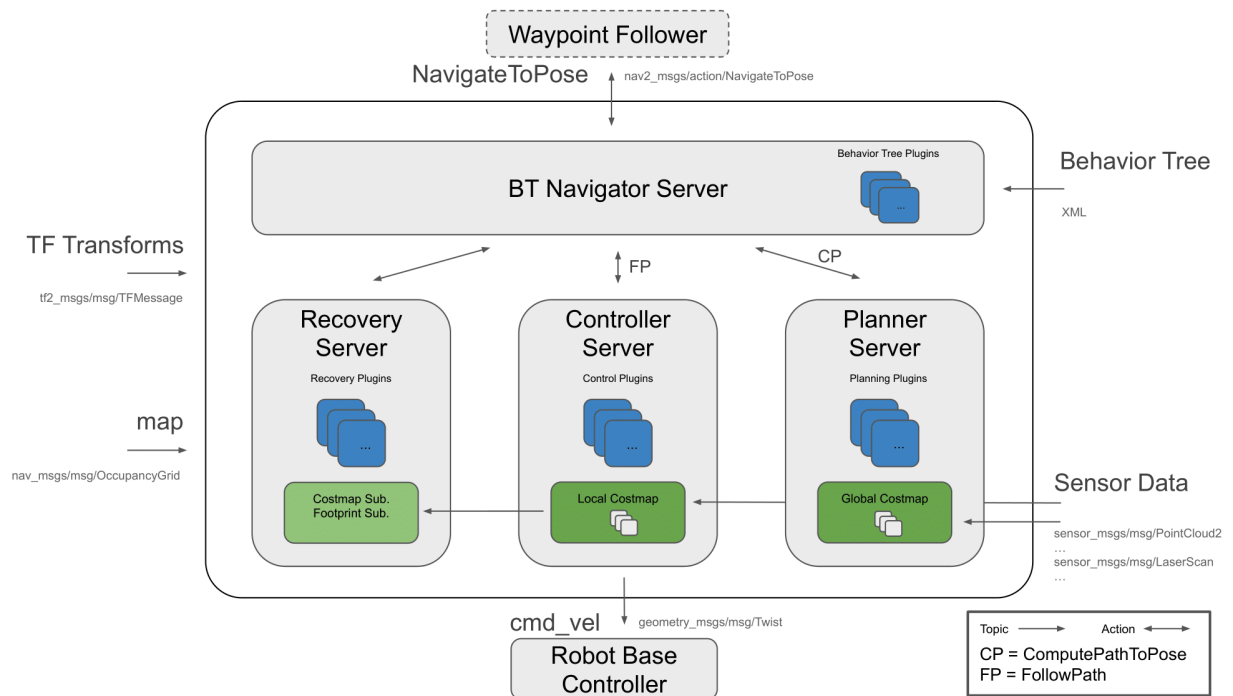 Waypoint Follower
NavigateToPose
nav2_msgs/action/NavigateToPose
Behavior Tree Plugins
BT Navigator Server
...
Behavior Tree
XML
TF Transforms
tf2_msgs/msg/TFMessage
FP
CP
Recovery
Server
Recovery Plugins
...
Controller
Server
Control Plugins
...
Planner
Server
Planning Plugins
...
map
nav_msgs/msg/OccupancyGrid
Costmap Sub.
Footprint Sub.
Local Costmap
Global Costmap
Sensor Data
sensor_msgs/msg/PointCloud2
...
sensor_msgs/msg/LaserScan
...
cmd_vel
geometry_msgs/msg/Twist
Robot Base
Controller
Topic
Action
CP = ComputePathToPose
FP = FollowPath